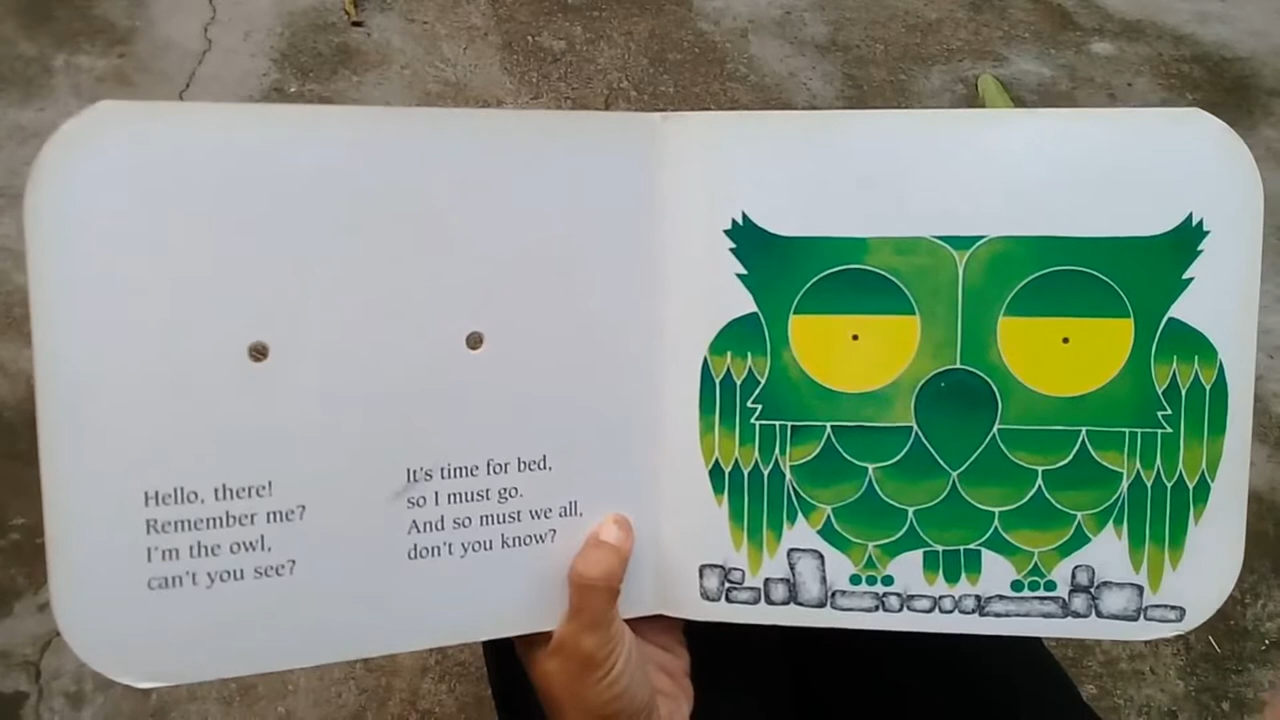 Hello, there!
Remember me?
I'm the owl,
can't you see?
It's time for bed,
so I must go.
And so must we all,
don't you know?